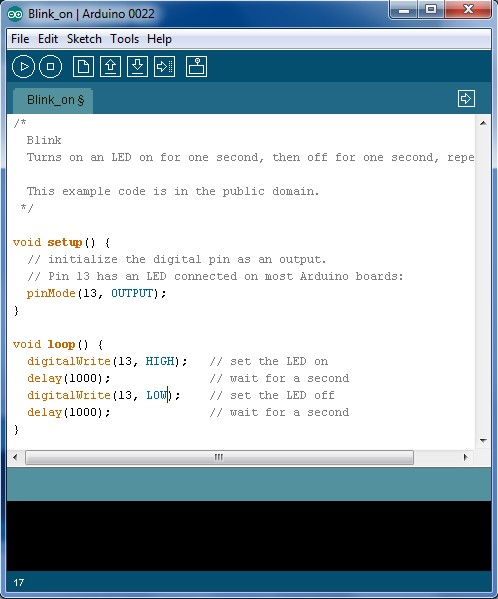 Blink_on | Arduino 0022
File Edit Sketch Tools Help
Blink_on §
/*
  Blink
  Turns on an LED on for one second, then off for one second, repe
  This example code is in the public domain.
 */
void setup() {
  // initialize the digital pin as an output.
  // Pin 13 has an LED connected on most Arduino boards:
  pinMode(13, OUTPUT);
}
void loop() {
  digitalWrite(13, HIGH);   // set the LED on
  delay(1000);              // wait for a second
  digitalWrite(13, LOW);    // set the LED off
  delay(1000);              // wait for a second
}
17